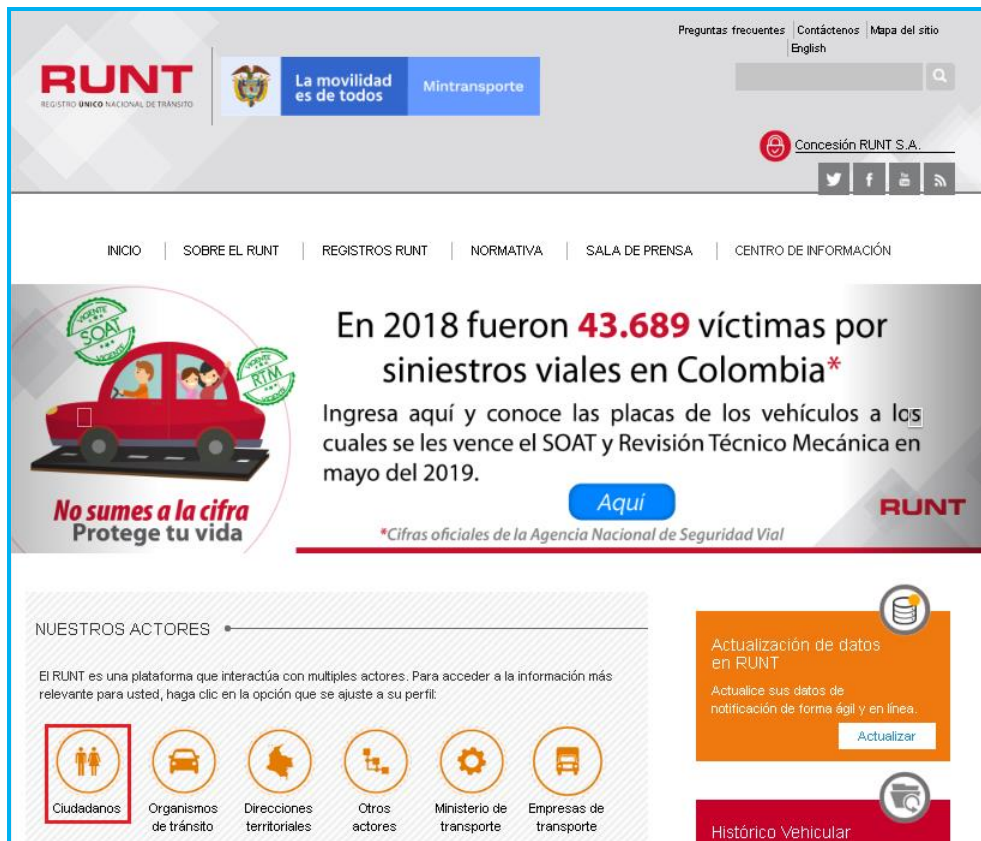 Preguntas frecuentes Contáctenos Mapa del sitio
English
RUNT
REGISTRO ÚNICO NACIONAL DE TRÁNSITO
La movilidad
es de todos
Mintransporte
Concesión RUNT S.A.
INICIO SOBRE EL RUNT REGISTROS RUNT NORMATIVA SALA DE PRENSA CENTRO DE INFORMACIÓN
VIGENTE
SOAT
VIGENTE
VIGENTE
RTM
En 2018 fueron 43.689 víctimas por
siniestros viales en Colombia*
Ingresa aquí y conoce las placas de los vehículos a los
cuales se les vence el SOAT y Revisión Técnico Mecánica en
mayo del 2019.
Aquí
No sumes a la cifra
Protege tu vida
*Cifras oficiales de la Agencia Nacional de Seguridad Vial
RUNT
NUESTROS ACTORES
El RUNT es una plataforma que interactúa con multiples actores. Para acceder a la información más
relevante para usted, haga clic en la opción que se ajuste a su perfil:
Ciudadanos
Organismos
de tránsito
Direcciones
territoriales
Otros
actores
Ministerio de
transporte
Empresas de
transporte
Actualización de datos
en RUNT
Actualice sus datos de
notificación de forma ágil y en línea.
Actualizar
Histórico Vehicular